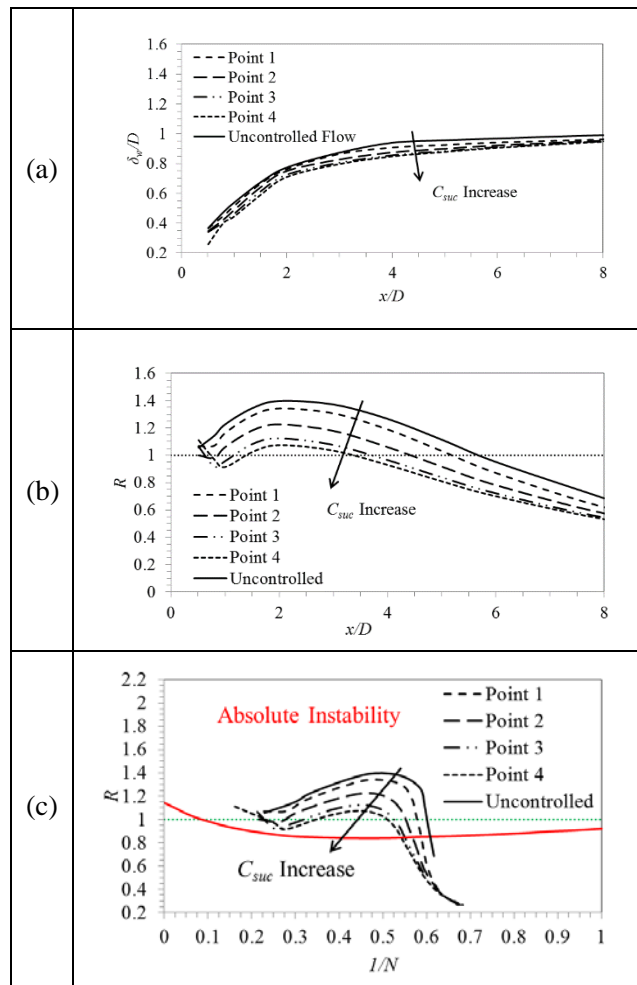 (a)
1.6
1.4
1.2
1
0.8
0.6
0.4
0.2
δw/D
Point 1
Point 2
Point 3
Point 4
Uncontrolled Flow
Csuc Increase
0 2 4 6 8
x/D
(b)
1.6
1.4
1.2
1
0.8
0.6
0.4
0.2
0
R
Point 1
Point 2
Point 3
Point 4
Uncontrolled
Csuc Increase
0 1 2 3 4 5 6 7 8
x/D
(c)
2.2
2
1.8
1.6
1.4
1.2
1
0.8
0.6
0.4
0.2
R
Absolute Instability
Point 1
Point 2
Point 3
Point 4
Uncontrolled
Csuc Increase
0 0.1 0.2 0.3 0.4 0.5 0.6 0.7 0.8 0.9 1
1/N